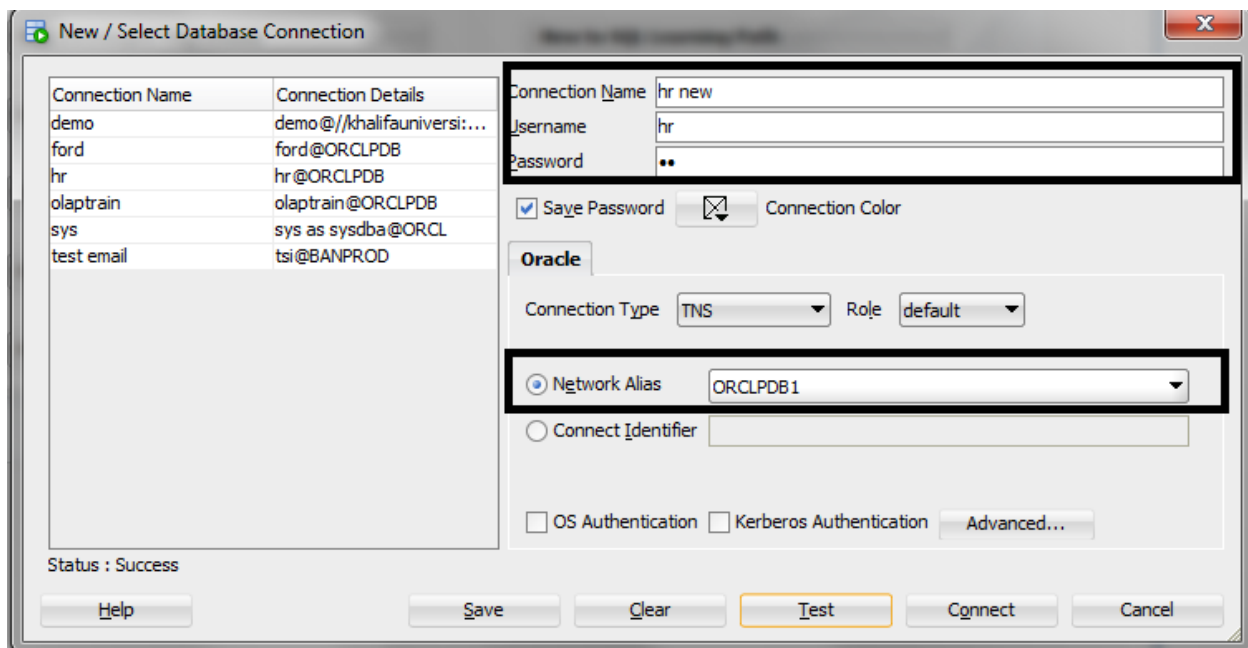 New / Select Database Connection
Connection Name Connection Details
demo demo@//khalifauniversi:...
ford ford@ORCLPDB
hr hr@ORCLPDB
olaptrain olaptrain@ORCLPDB
sys sys as sysdba@ORCL
test email tsi@BANPROD
Connection Name hr new
Username hr
Password ••
Save Password Connection Color
Oracle
Connection Type TNS Role default
Network Alias ORCLPDB1
Connect Identifier
OS Authentication Kerberos Authentication Advanced...
Status : Success
Help Save Clear Test Connect Cancel